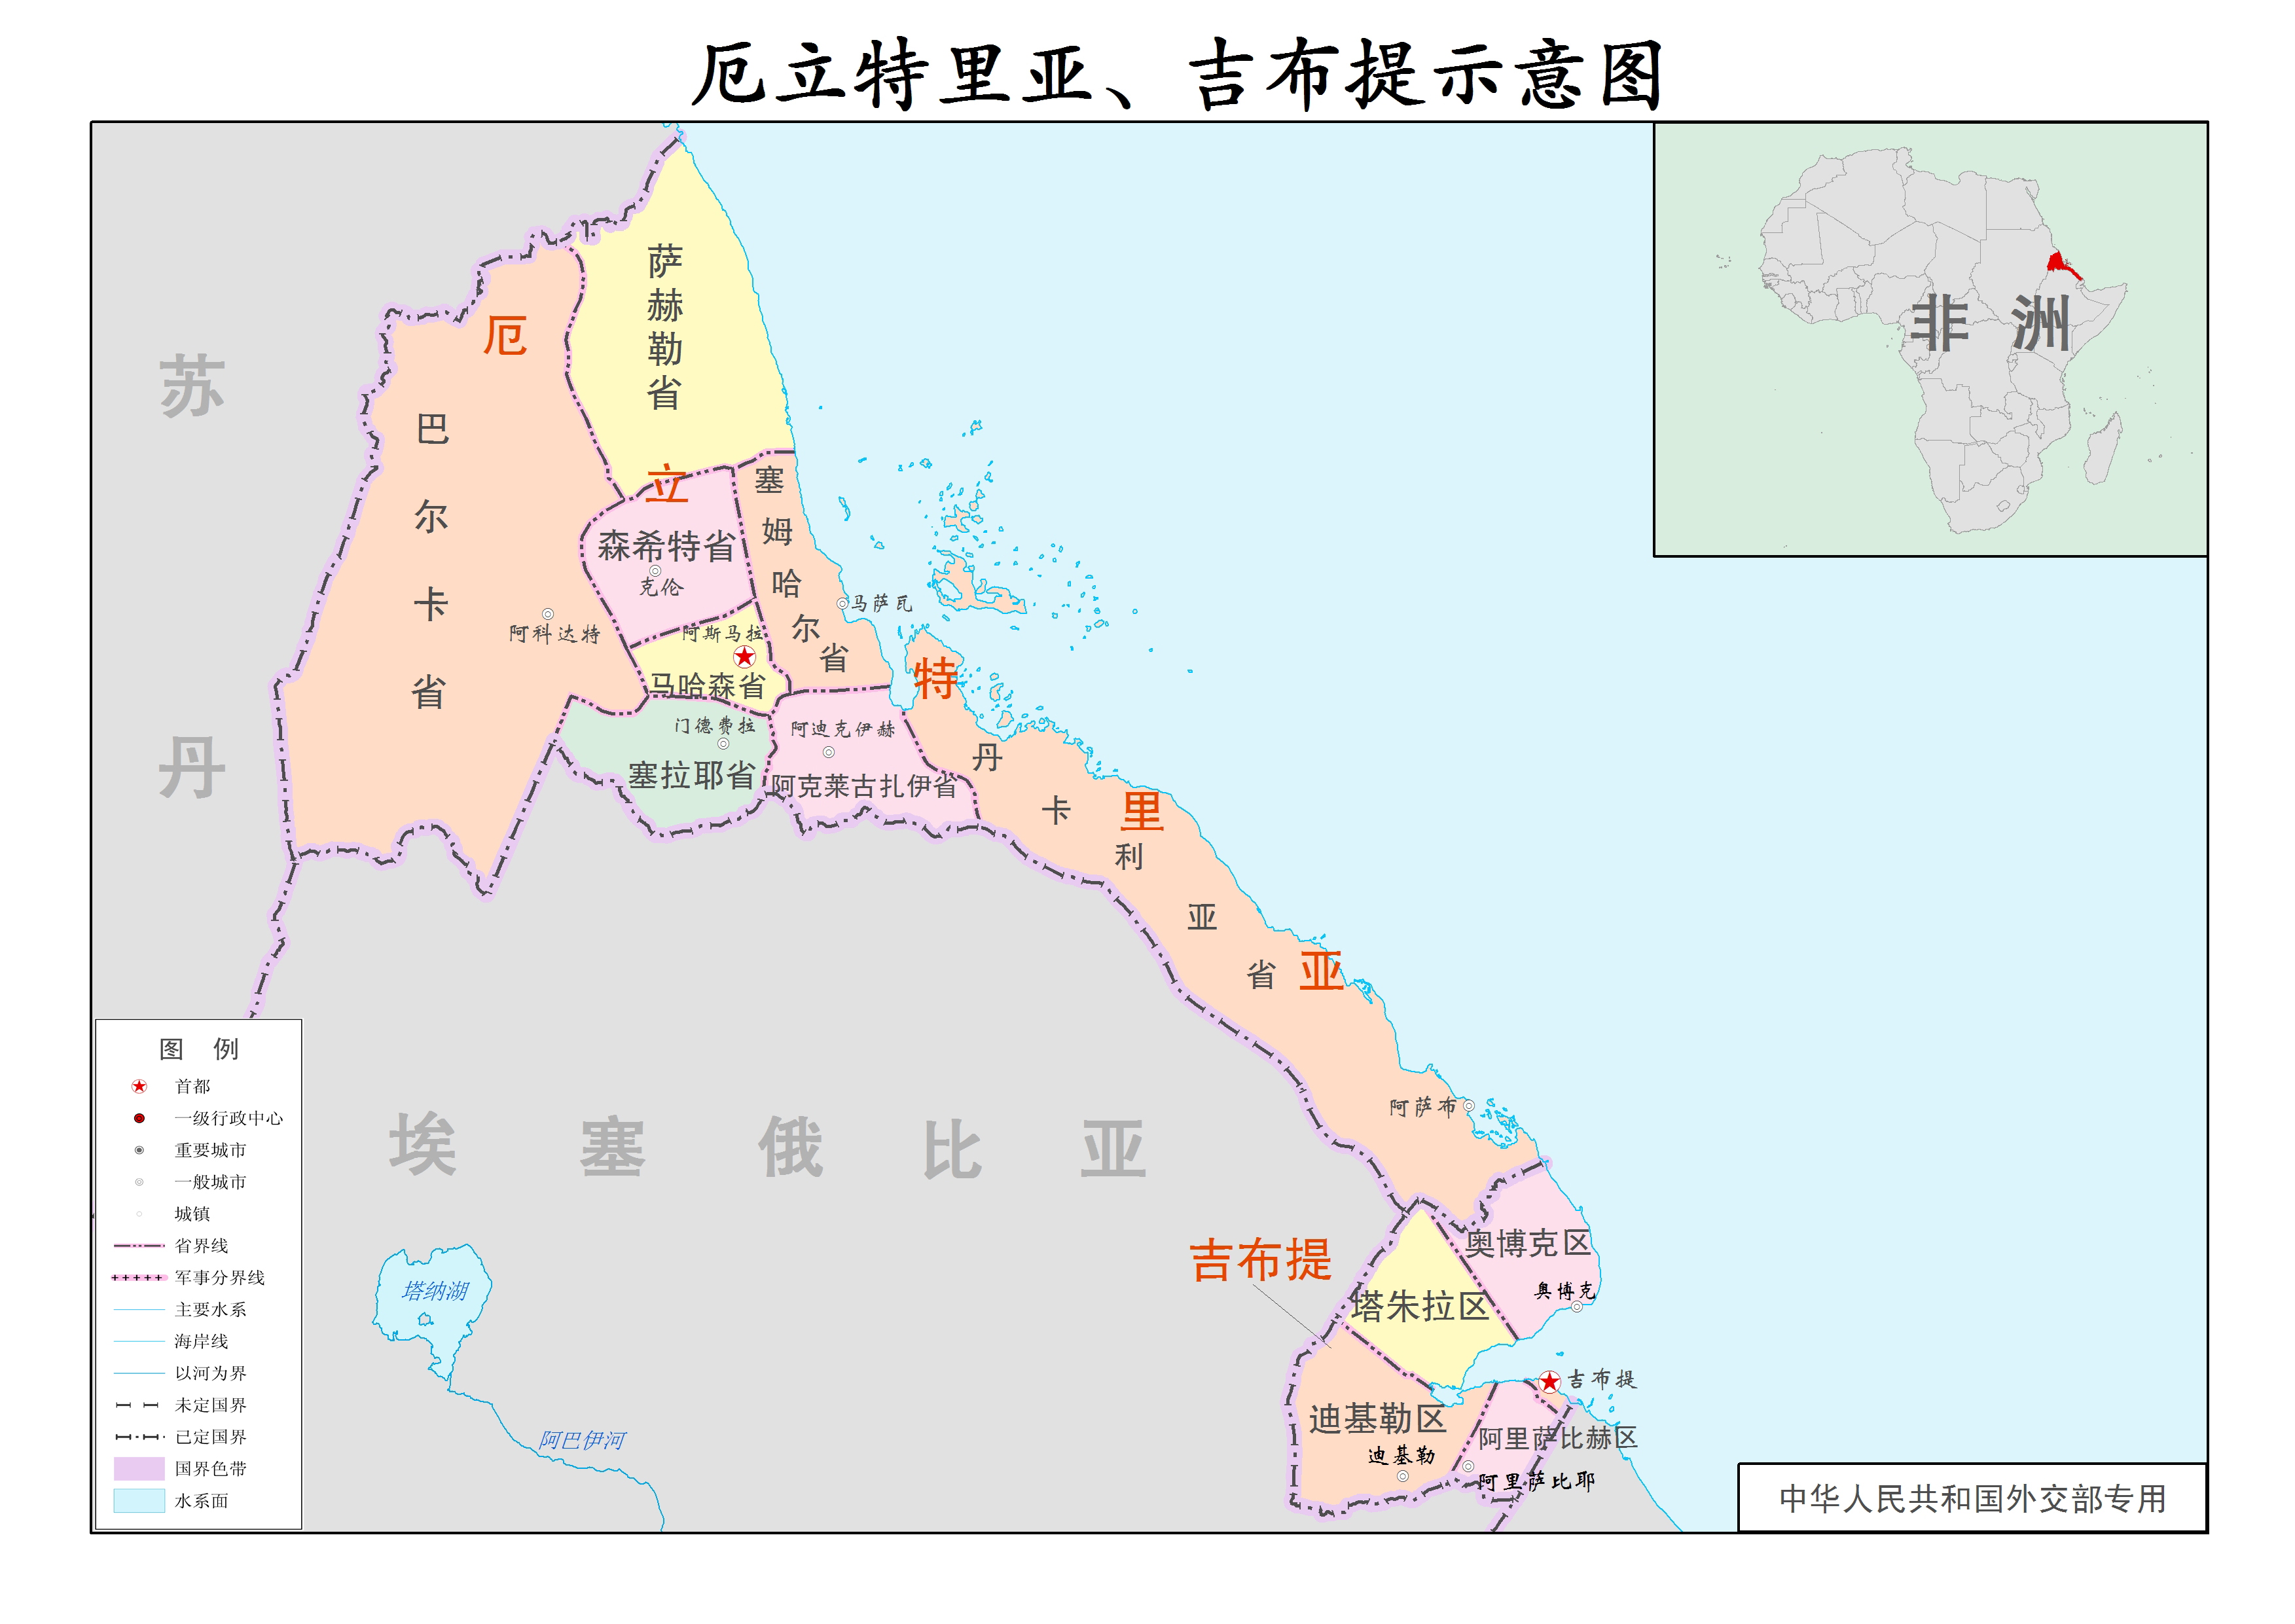 厄立特里亚、吉布提示意图
非洲
苏丹
厄立特里亚
萨赫勒省
巴尔卡省
森希特省
克伦
塞姆哈尔省
马萨瓦
阿科达特
阿斯马拉
马哈森省
门德费拉
塞拉耶省
阿迪克伊赫
阿克莱古扎伊省
丹卡利亚省
阿萨布
埃塞俄比亚
吉布提
奥博克区
奥博克
塔朱拉区
吉布提
迪基勒区
迪基勒
阿里萨比赫区
阿里萨比耶
塔纳湖
阿巴伊河
图 例
首都
一级行政中心
重要城市
一般城市
城镇
省界线
军事分界线
主要水系
海岸线
以河为界
未定国界
已定国界
国界色带
水系面
中华人民共和国外交部专用